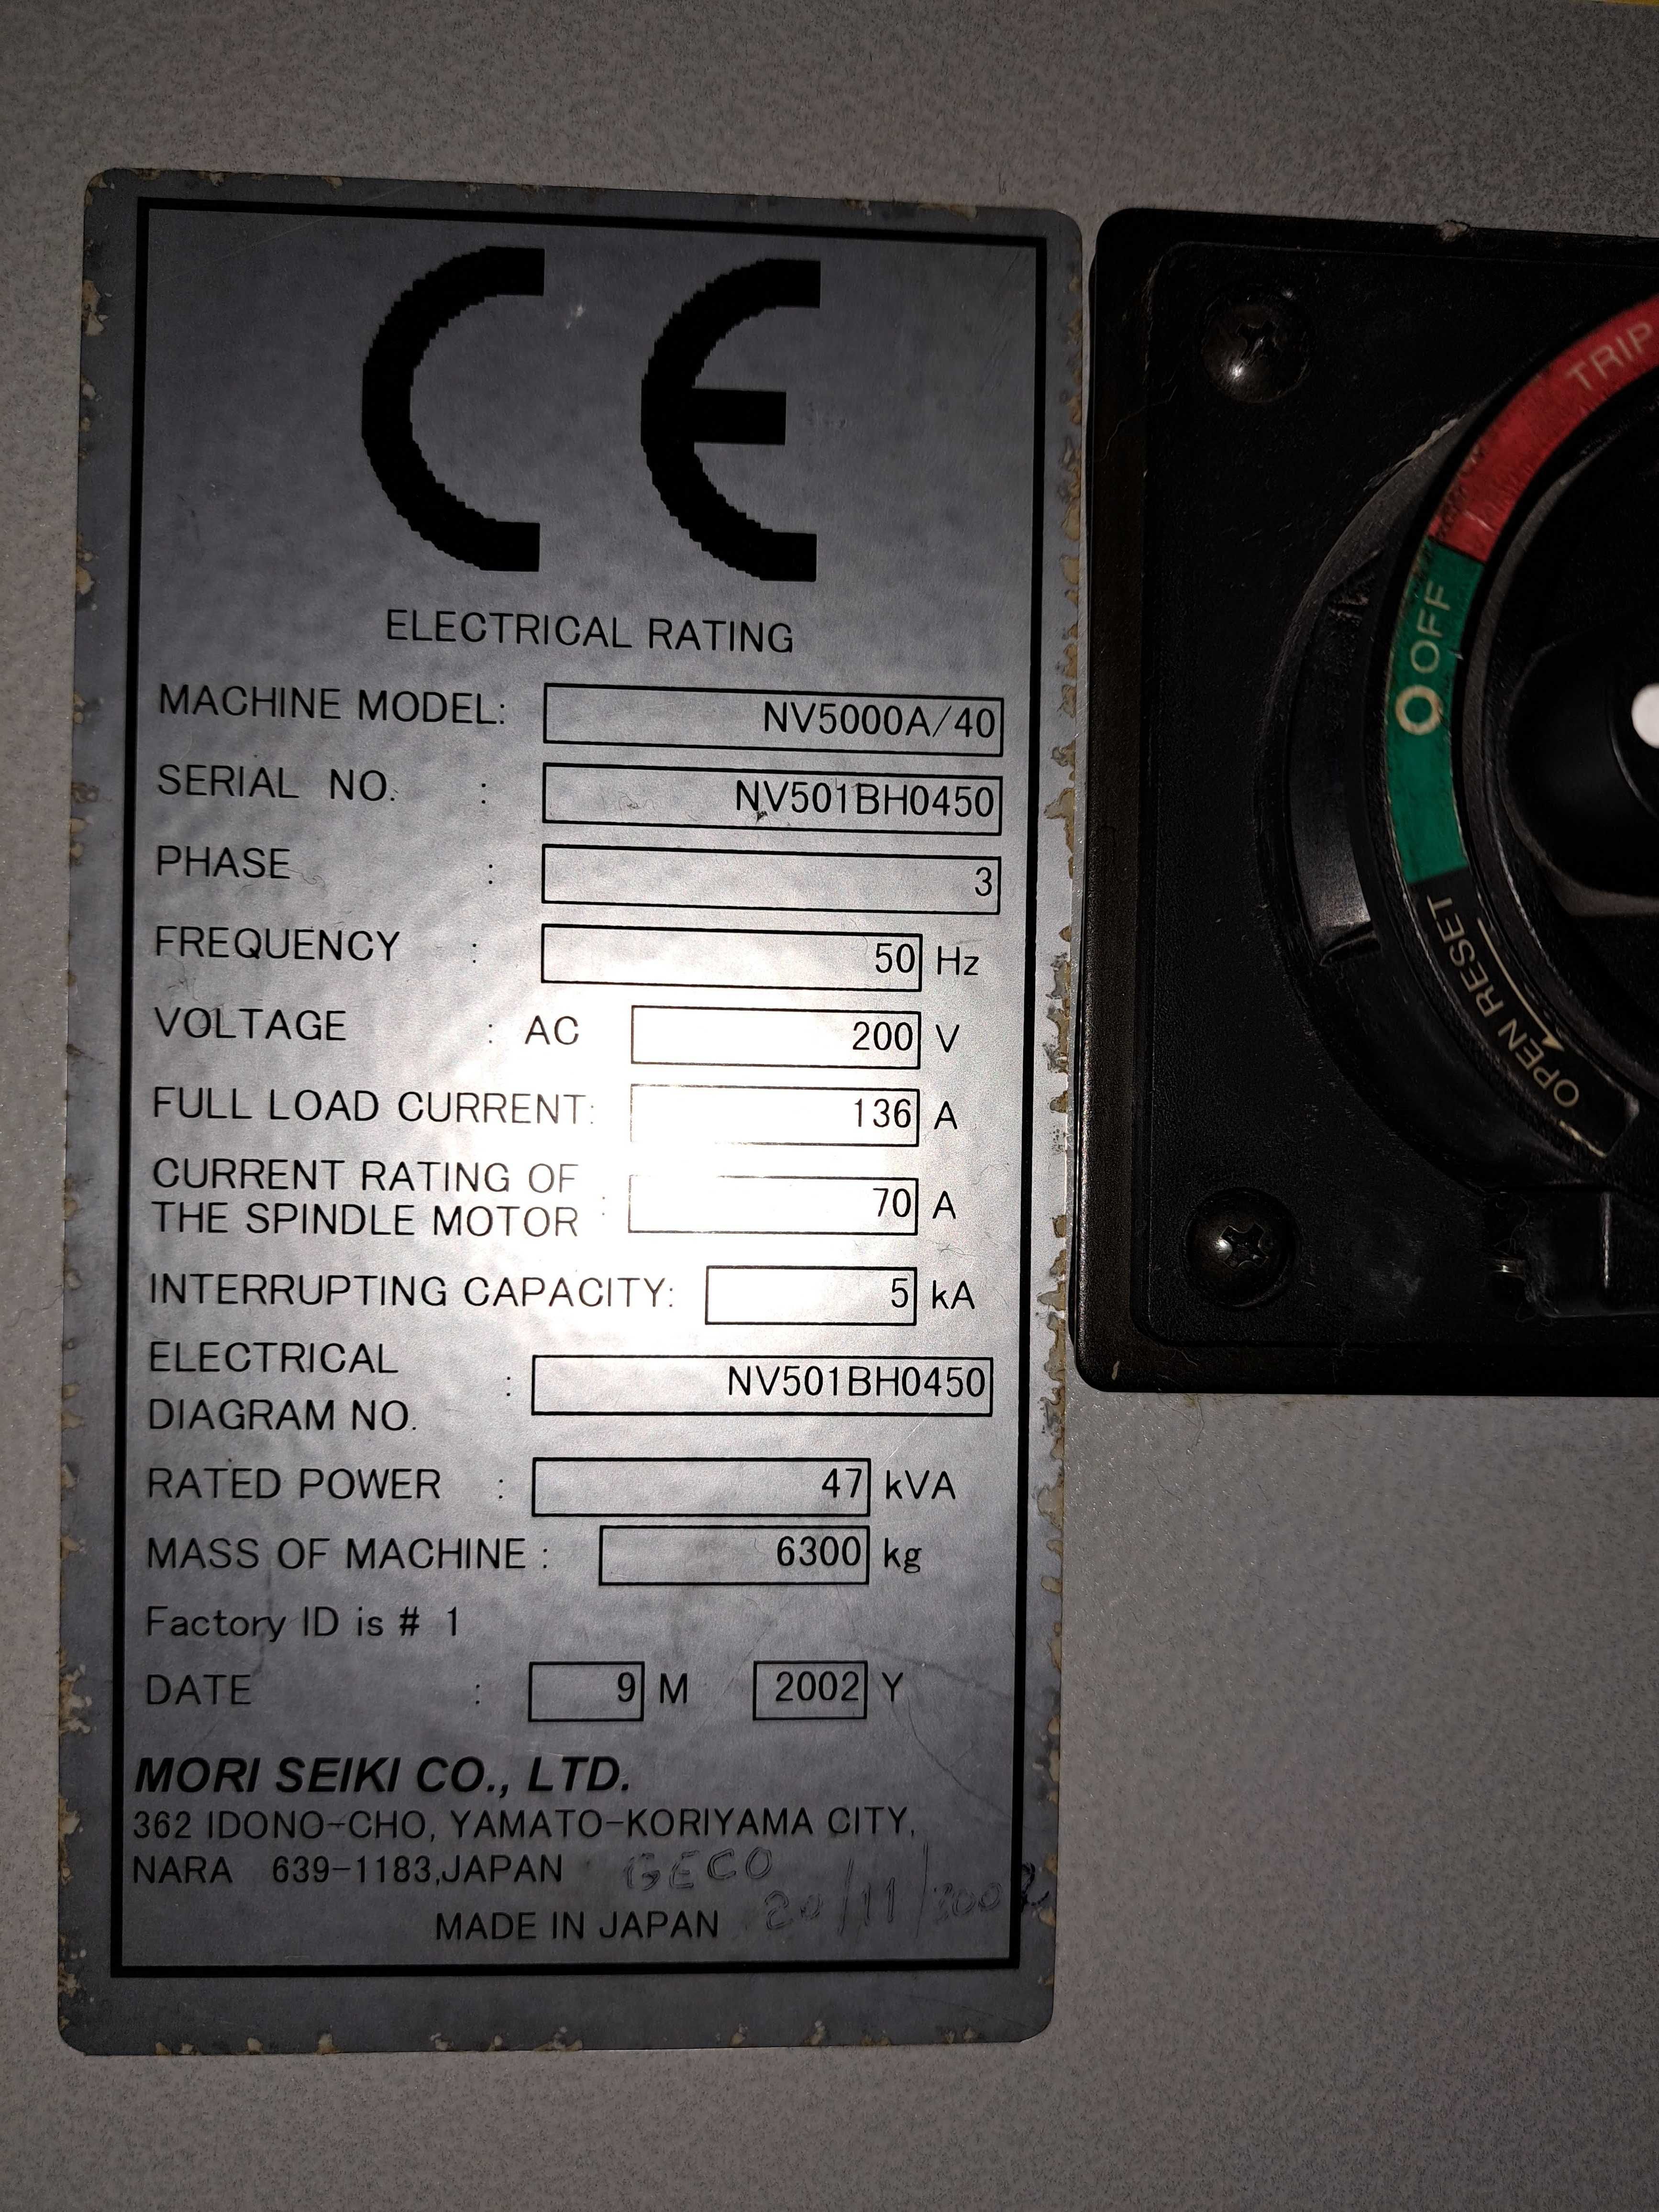 CE
ELECTRICAL RATING
MACHINE MODEL: NV5000A/40
SERIAL NO. : NV501BH0450
PHASE : 3
FREQUENCY : 50 Hz
VOLTAGE : AC 200 V
FULL LOAD CURRENT: 136 A
CURRENT RATING OF
THE SPINDLE MOTOR : 70 A
INTERRUPTING CAPACITY: 5 kA
ELECTRICAL
DIAGRAM NO. : NV501BH0450
RATED POWER : 47 kVA
MASS OF MACHINE : 6300 kg
Factory ID is # 1
DATE : 9 M 2002 Y
MORI SEIKI CO., LTD.
362 IDONO-CHO, YAMATO-KORIYAMA CITY,
NARA 639-1183,JAPAN GECO
MADE IN JAPAN 20/11/2002
TRIP
O OFF
OPEN RESET